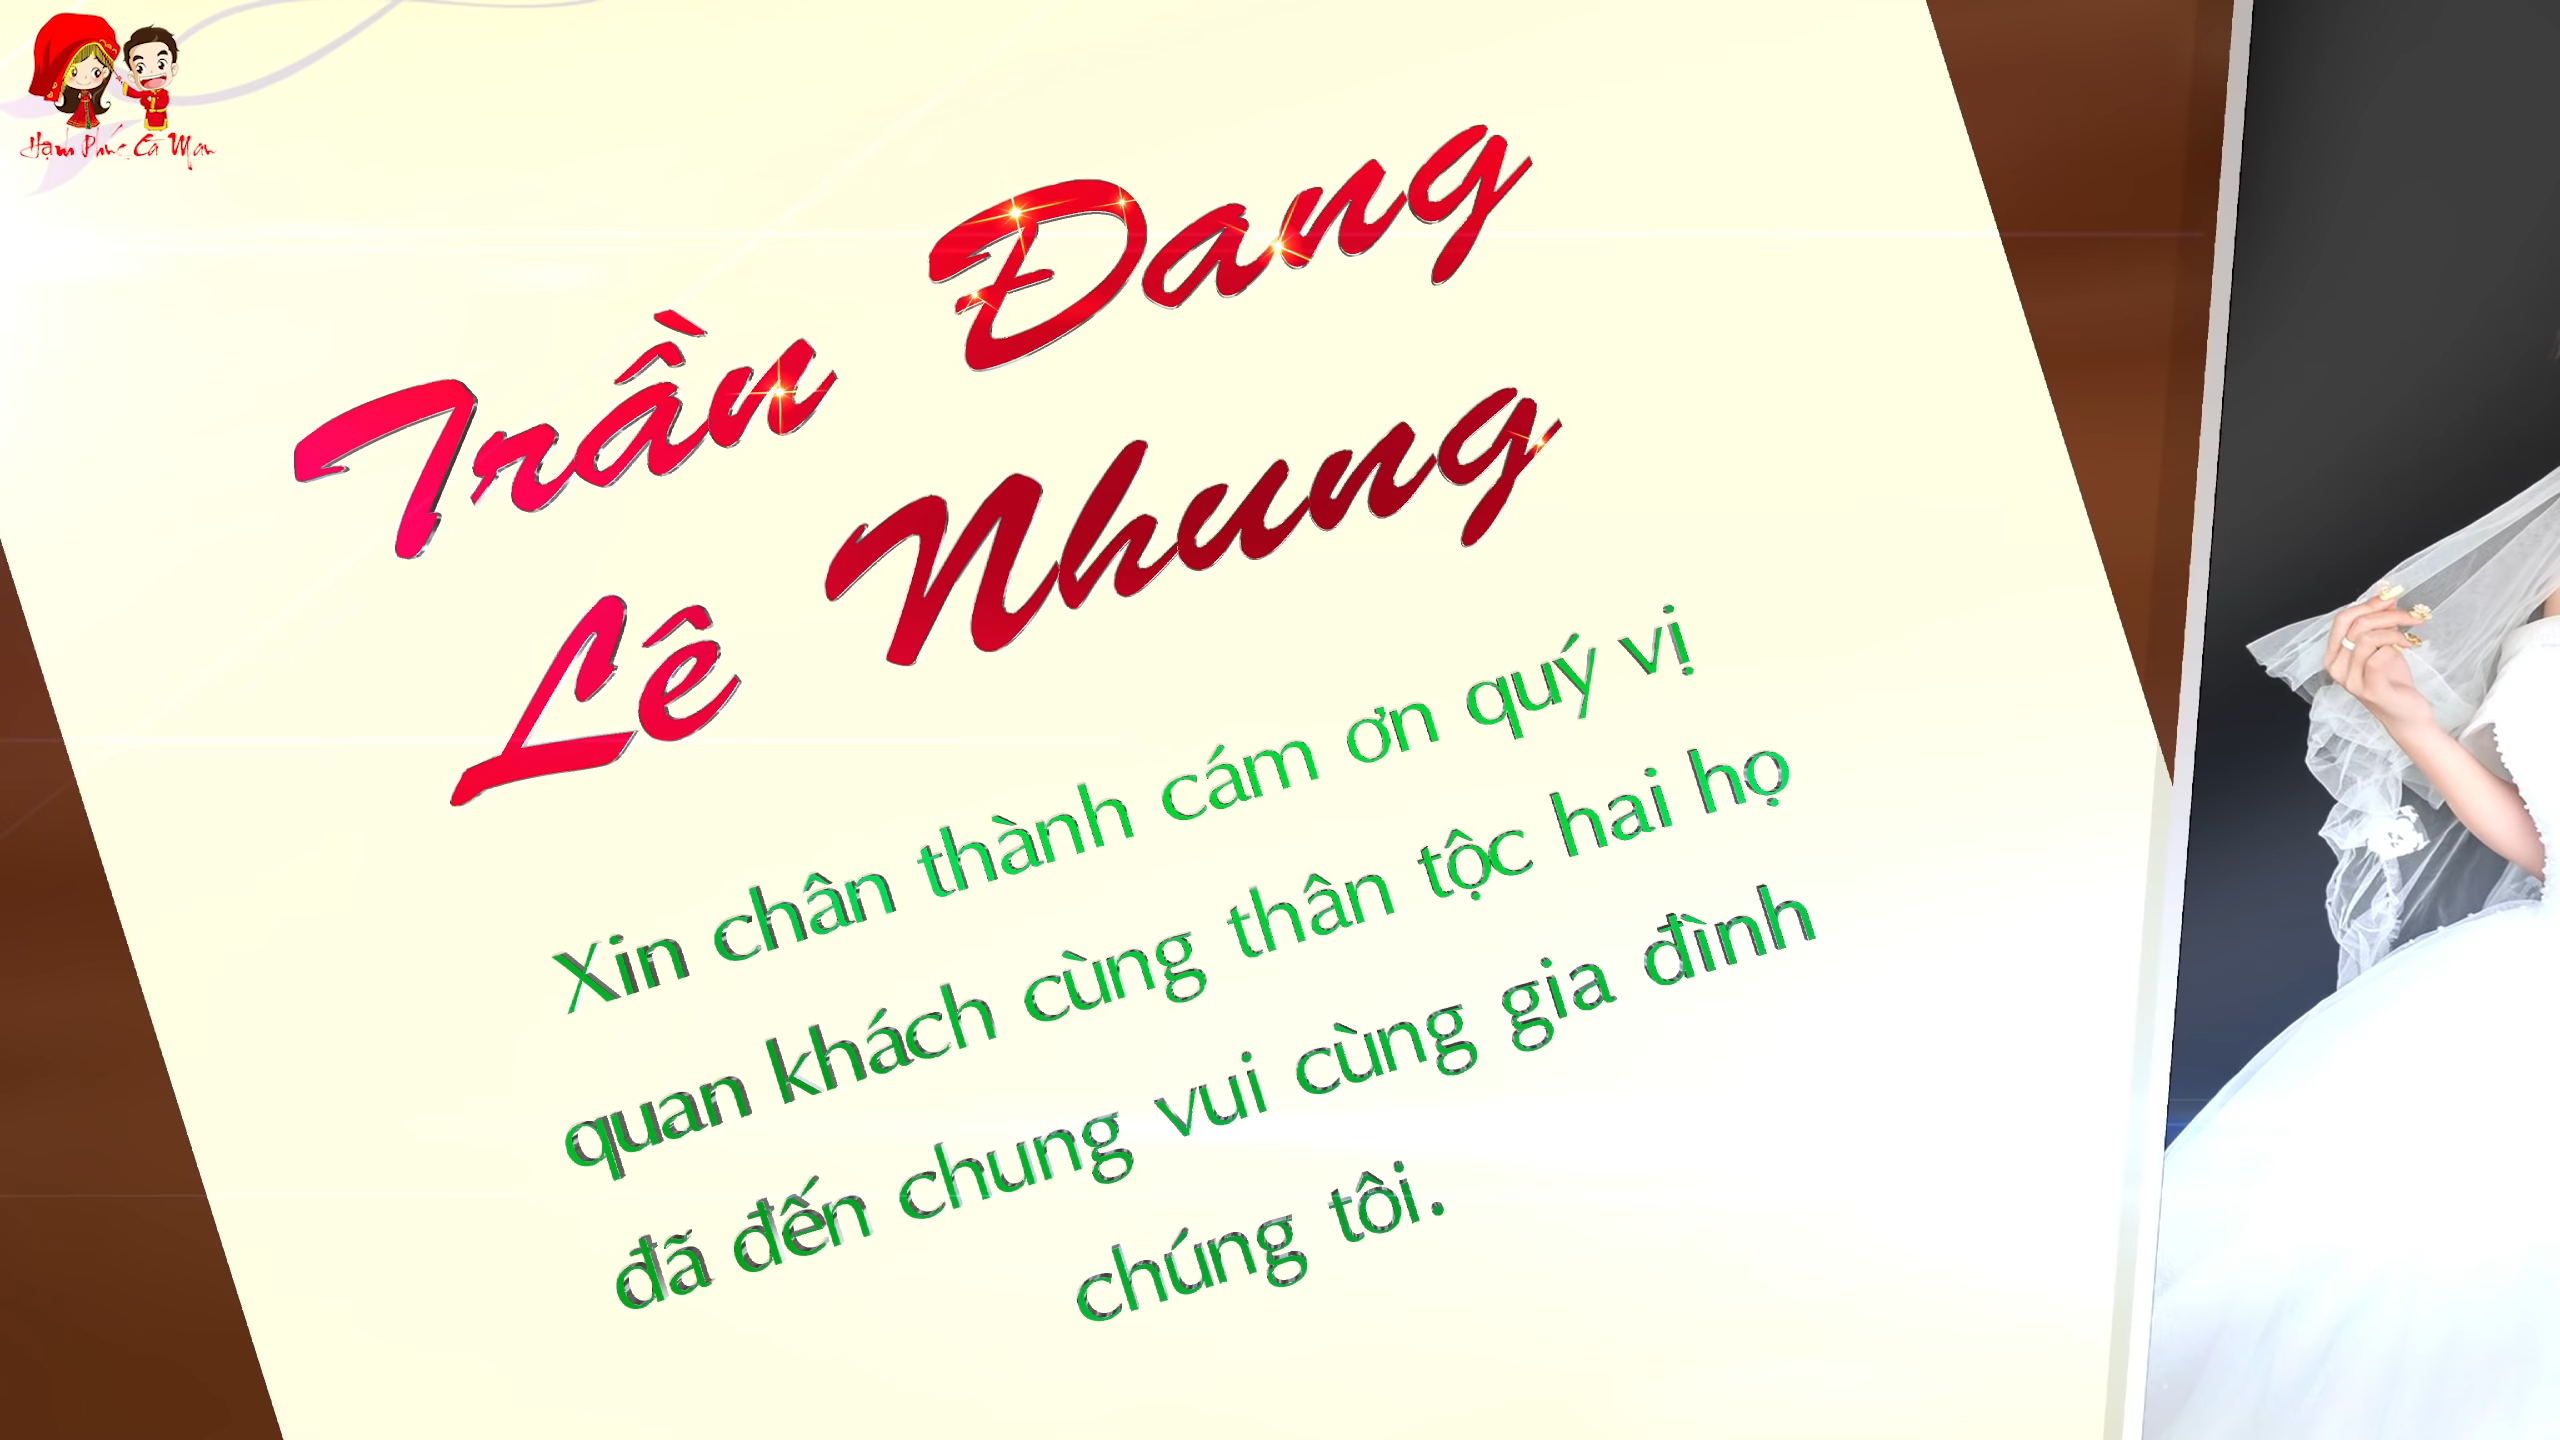 Trần Đang
Lê Nhung
Xin chân thành cám ơn quý vị
quan khách cùng thân tộc hai họ
đã đến chung vui cùng gia đình
chúng tôi.